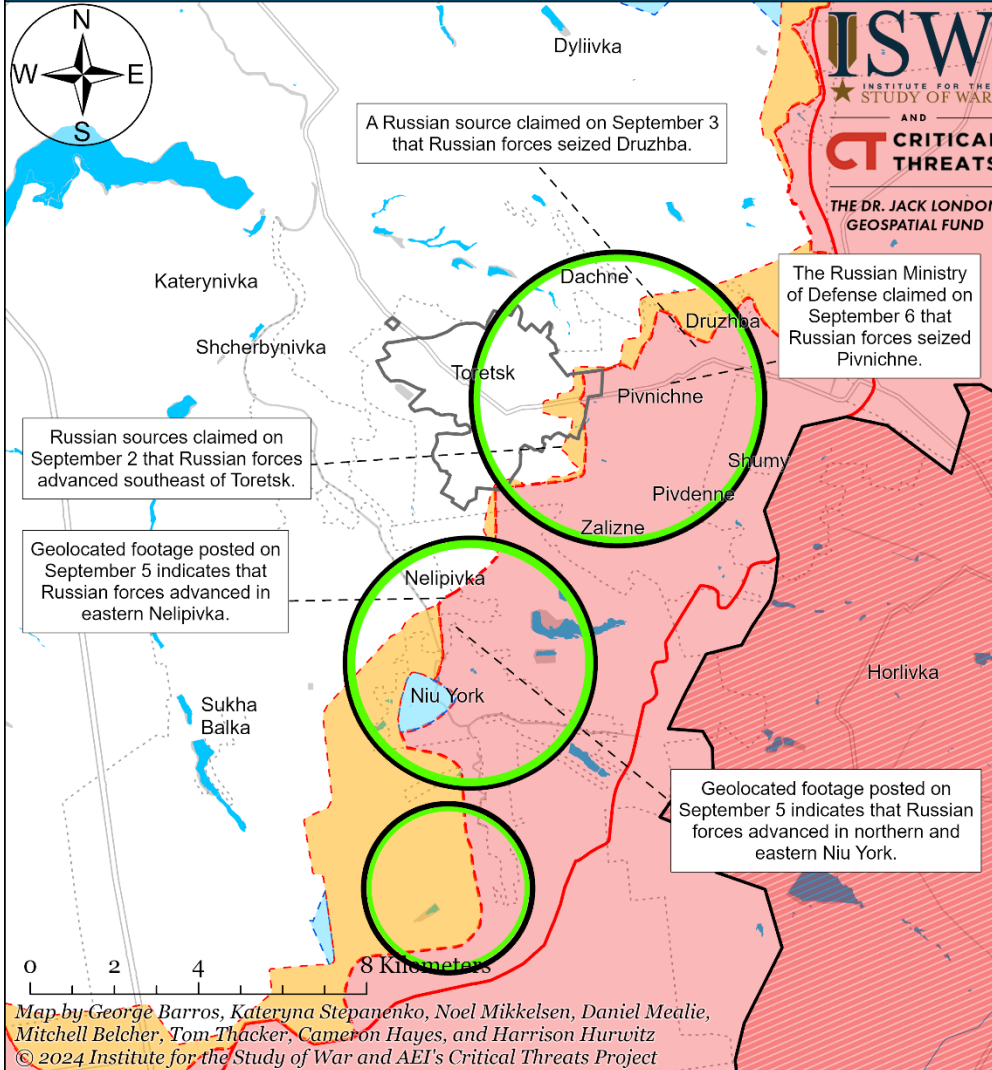 N
W
E
S
Dyliivka
ISW
INSTITUTE FOR THE
STUDY OF WAR
AND
CT CRITICAL
THREATS
THE DR. JACK LONDON
GEOSPATIAL FUND
A Russian source claimed on September 3
that Russian forces seized Druzhba.
The Russian Ministry
of Defense claimed on
September 6 that
Russian forces seized
Pivnichne.
Dachne
Katerynivka
Druzhba
Shcherbynivka
Toretsk
Pivnichne
Russian sources claimed on
September 2 that Russian forces
advanced southeast of Toretsk.
Shumy
Pivdenne
Zalizne
Geolocated footage posted on
September 5 indicates that
Russian forces advanced in
eastern Nelipivka.
Nelipivka
Horlivka
Niu York
Sukha
Balka
Geolocated footage posted on
September 5 indicates that Russian
forces advanced in northern and
eastern Niu York.
0 2 4 8 Kilometers
Map by George Barros, Kateryna Stepanenko, Noel Mikkelsen, Daniel Mealie,
Mitchell Belcher, Tom Thacker, Cameron Hayes, and Harrison Hurwitz
© 2024 Institute for the Study of War and AEI's Critical Threats Project